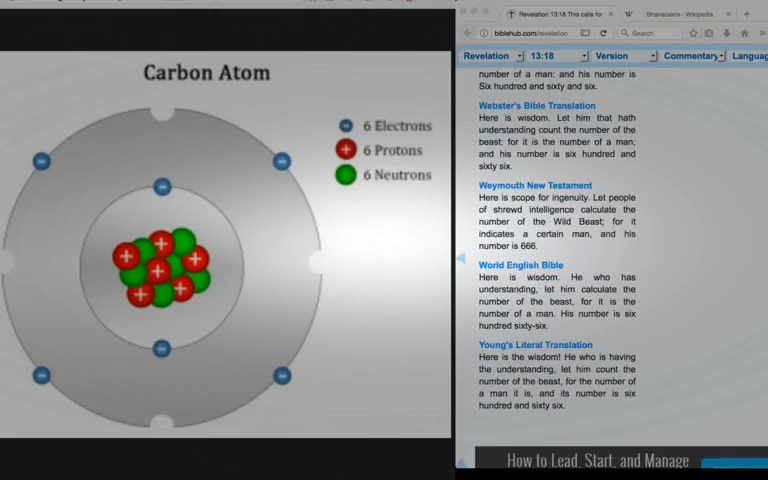 Carbon Atom
6 Electrons
6 Protons
6 Neutrons
Revelation 13:18 This calls for
Bhavacakra - Wikipedia
biblehub.com/revelation
Search
Revelation
13:18
Version
Commentary
Languag
number of a man: and his number is
Six hundred and sixty and six.
Webster's Bible Translation
Here is wisdom. Let him that hath
understanding count the number of the
beast: for it is the number of a man;
and his number is six hundred and
sixty six.
Weymouth New Testament
Here is scope for ingenuity. Let people
of shrewd intelligence calculate the
number of the Wild Beast; for it
indicates a certain man, and his
number is 666.
World English Bible
Here is wisdom. He who has
understanding, let him calculate the
number of the beast, for it is the
number of a man. His number is six
hundred sixty-six.
Young's Literal Translation
Here is the wisdom! He who is having
the understanding, let him count the
number of the beast, for the number of
a man it is, and its number is six
hundred and sixty six.
How to Lead, Start, and Manage